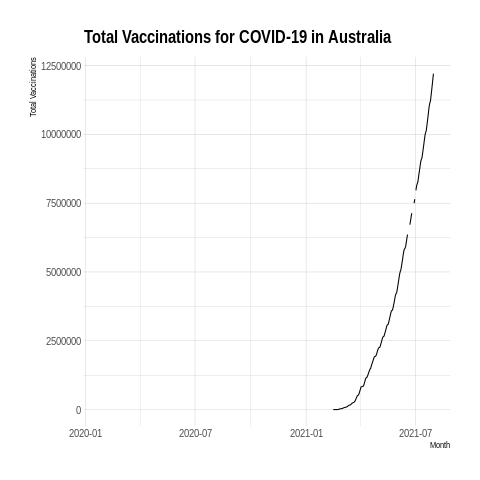 Total Vaccinations for COVID-19 in Australia
Total Vaccinations
12500000
10000000
7500000
5000000
2500000
0
2020-01 2020-07 2021-01 2021-07
Month